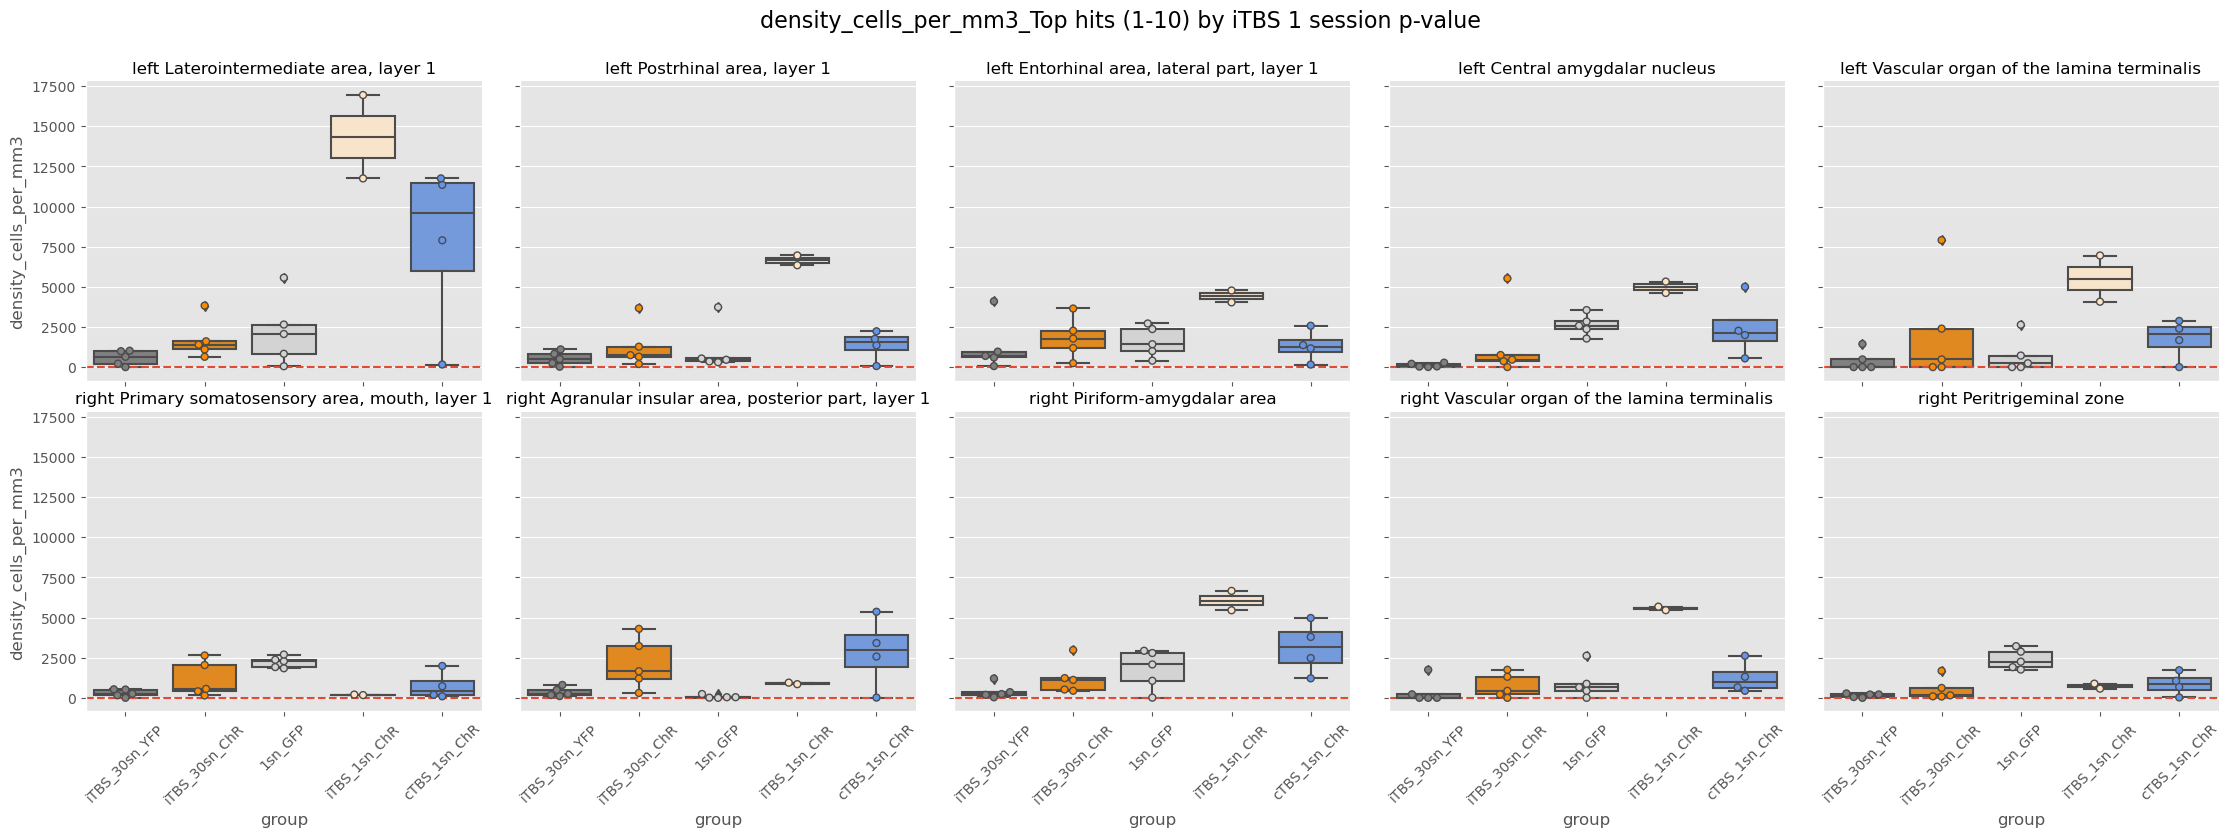 density_cells_per_mm3_Top hits (1-10) by iTBS 1 session p-value
left Laterointermediate area, layer 1
left Postrhinal area, layer 1
left Entorhinal area, lateral part, layer 1
left Central amygdalar nucleus
left Vascular organ of the lamina terminalis
17500
15000
12500
10000
7500
5000
2500
0
density_cells_per_mm3
right Primary somatosensory area, mouth, layer 1
right Agranular insular area, posterior part, layer 1
right Piriform-amygdalar area
right Vascular organ of the lamina terminalis
right Peritrigeminal zone
17500
15000
12500
10000
7500
5000
2500
0
density_cells_per_mm3
iTBS_30sn_YFP
iTBS_30sn_ChR
1sn_GFP
iTBS_1sn_ChR
cTBS_1sn_ChR
iTBS_30sn_YFP
iTBS_30sn_ChR
1sn_GFP
iTBS_1sn_ChR
cTBS_1sn_ChR
iTBS_30sn_YFP
iTBS_30sn_ChR
1sn_GFP
iTBS_1sn_ChR
cTBS_1sn_ChR
iTBS_30sn_YFP
iTBS_30sn_ChR
1sn_GFP
iTBS_1sn_ChR
cTBS_1sn_ChR
iTBS_30sn_YFP
iTBS_30sn_ChR
1sn_GFP
iTBS_1sn_ChR
cTBS_1sn_ChR
group
group
group
group
group